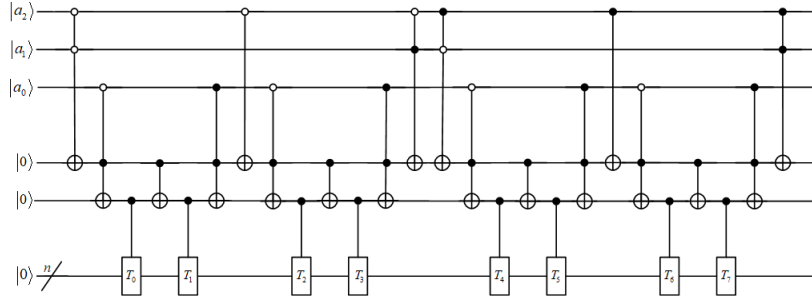 |a₂⟩
|a₁⟩
|a₀⟩
|0⟩
|0⟩
|0⟩ n T₀ T₁ T₂ T₃ T₄ T₅ T₆ T₇